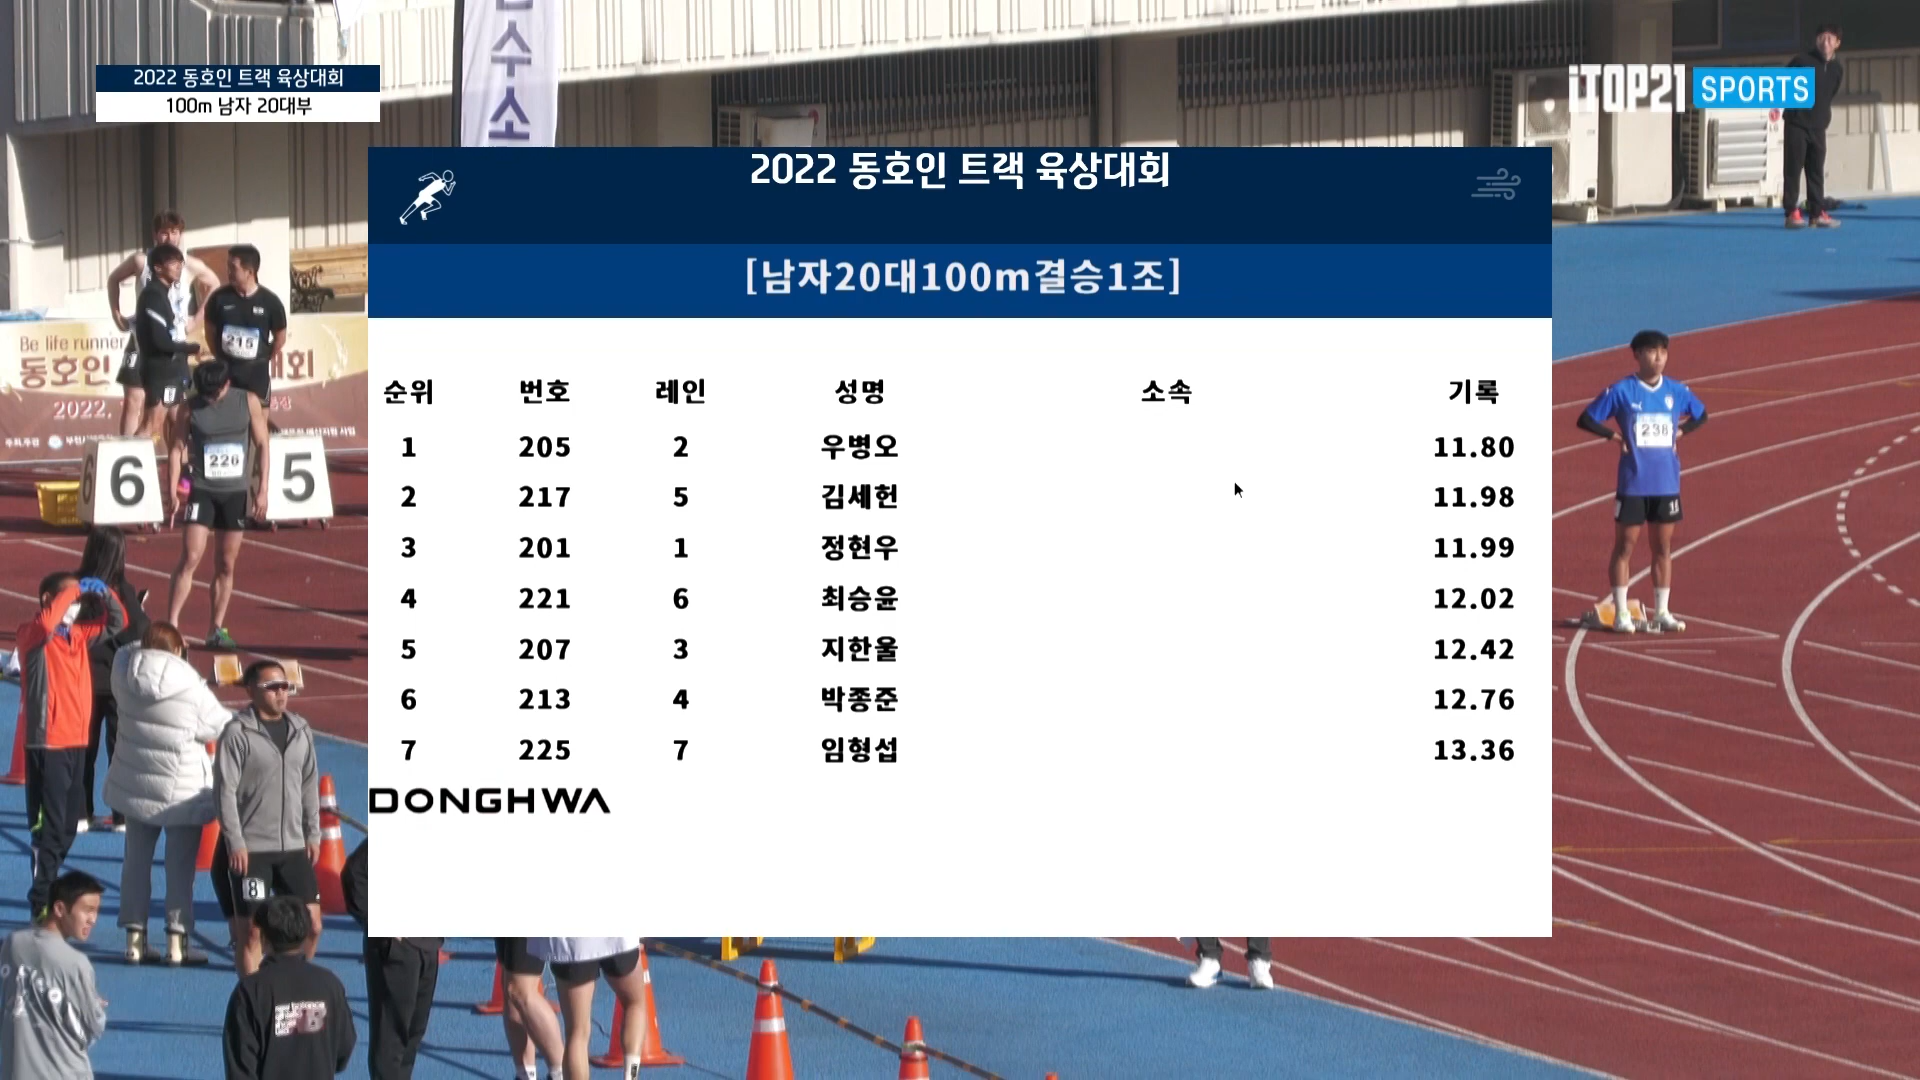 수소
2022 동호인 트랙 육상대회
100m 남자 20대부
iTOP21 SPORTS
2022 동호인 트랙 육상대회
[남자20대100m결승1조]
순위 번호 레인 성명 소속 기록
1 205 2 우병오 11.80
2 217 5 김세헌 11.98
3 201 1 정현우 11.99
4 221 6 최승윤 12.02
5 207 3 지한울 12.42
6 213 4 박종준 12.76
7 225 7 임형섭 13.36
DONGHWA
Be life runner
동호인 대회
2022.
215
226
238
6
5
8